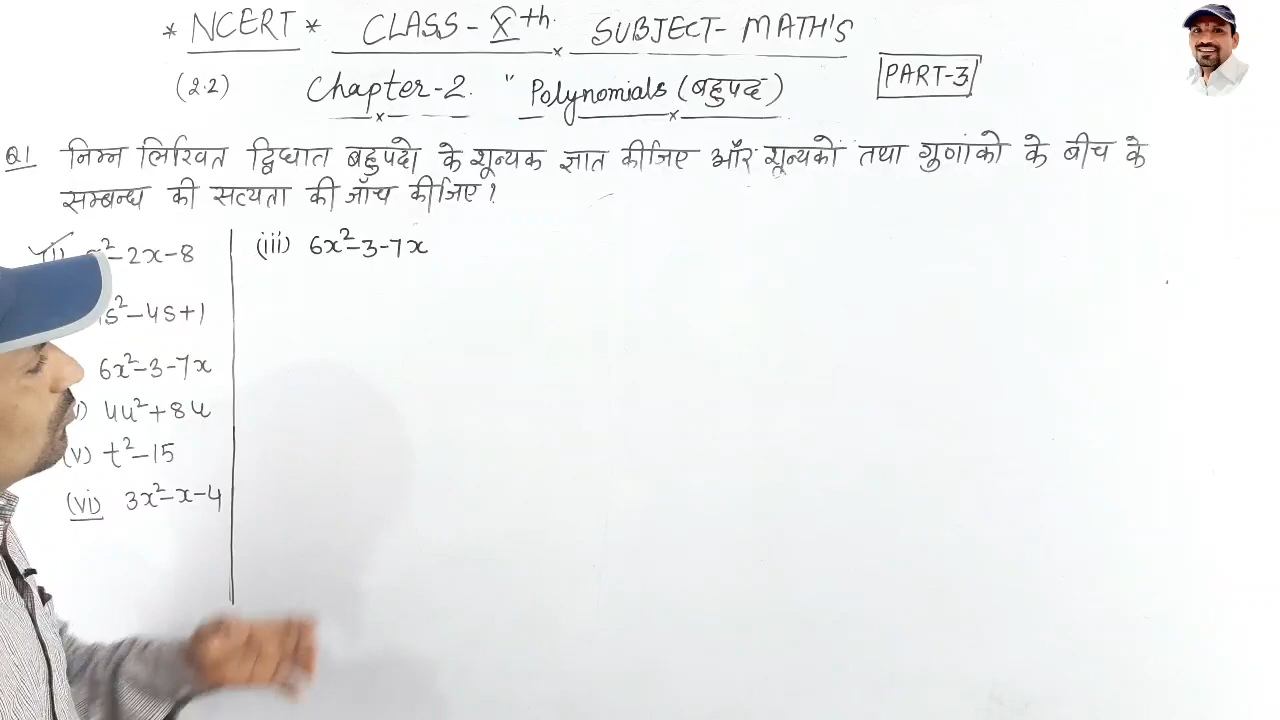 * NCERT * CLASS - Xth. SUBJECT - MATH'S
(2.2) Chapter-2. " Polynomials (बहुपद) PART-3
Q1 निम्न लिखित द्विघात बहुपदो के शून्यक ज्ञात कीजिए और शून्यकों तथा गुणांको के बीच के
सम्बन्ध की सत्यता की जाँच कीजिए ?
x²-2x-8
s²-4s+1
6x²-3-7x
4u²+8u
(v) t²-15
(vi) 3x²-x-4
(iii) 6x²-3-7x